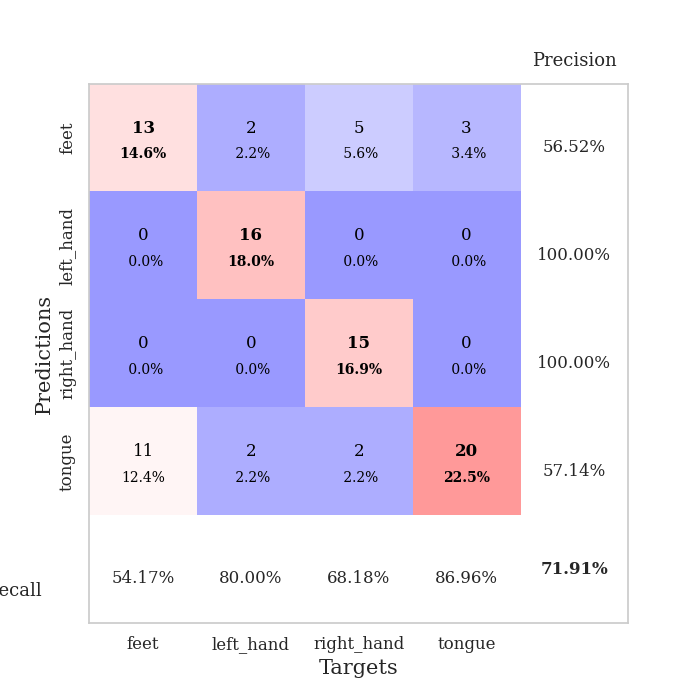 Precision
feet 13 2 5 3 56.52%
14.6% 2.2% 5.6% 3.4%
left_hand 0 16 0 0 100.00%
0.0% 18.0% 0.0% 0.0%
Predictions
right_hand 0 0 15 0 100.00%
0.0% 0.0% 16.9% 0.0%
tongue 11 2 2 20 57.14%
12.4% 2.2% 2.2% 22.5%
ecall 54.17% 80.00% 68.18% 86.96% 71.91%
feet left_hand right_hand tongue
Targets